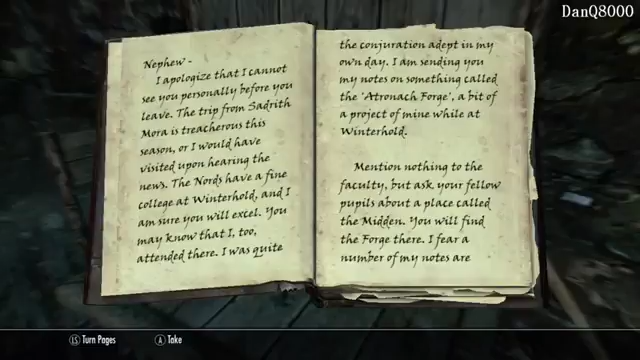 DanQ8000
Nephew -
I apologize that I cannot
see you personally before you
leave. The trip from Sadrith
Mora is treacherous this
season, or I would have
visited upon hearing the
news. The Nords have a fine
college at Winterhold, and I
am sure you will excel. You
may know that I, too,
attended there. I was quite
the conjuration adept in my
own day. I am sending you
my notes on something called
the 'Atronach Forge', a bit of
a project of mine while at
Winterhold.
Mention nothing to the
faculty, but ask your fellow
pupils about a place called
the Midden. You will find
the Forge there. I fear a
number of my notes are
LS Turn Pages A Take